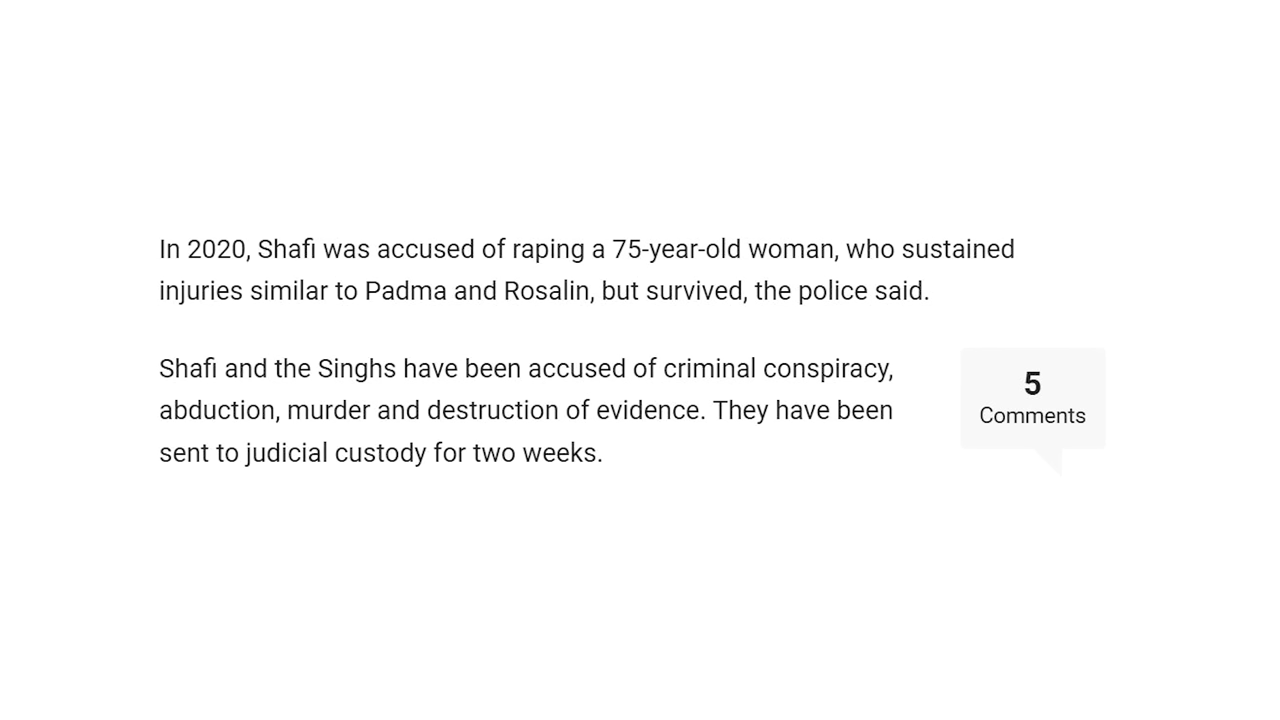 In 2020, Shafi was accused of raping a 75-year-old woman, who sustained
injuries similar to Padma and Rosalin, but survived, the police said.
Shafi and the Singhs have been accused of criminal conspiracy,
abduction, murder and destruction of evidence. They have been
sent to judicial custody for two weeks.
5
Comments